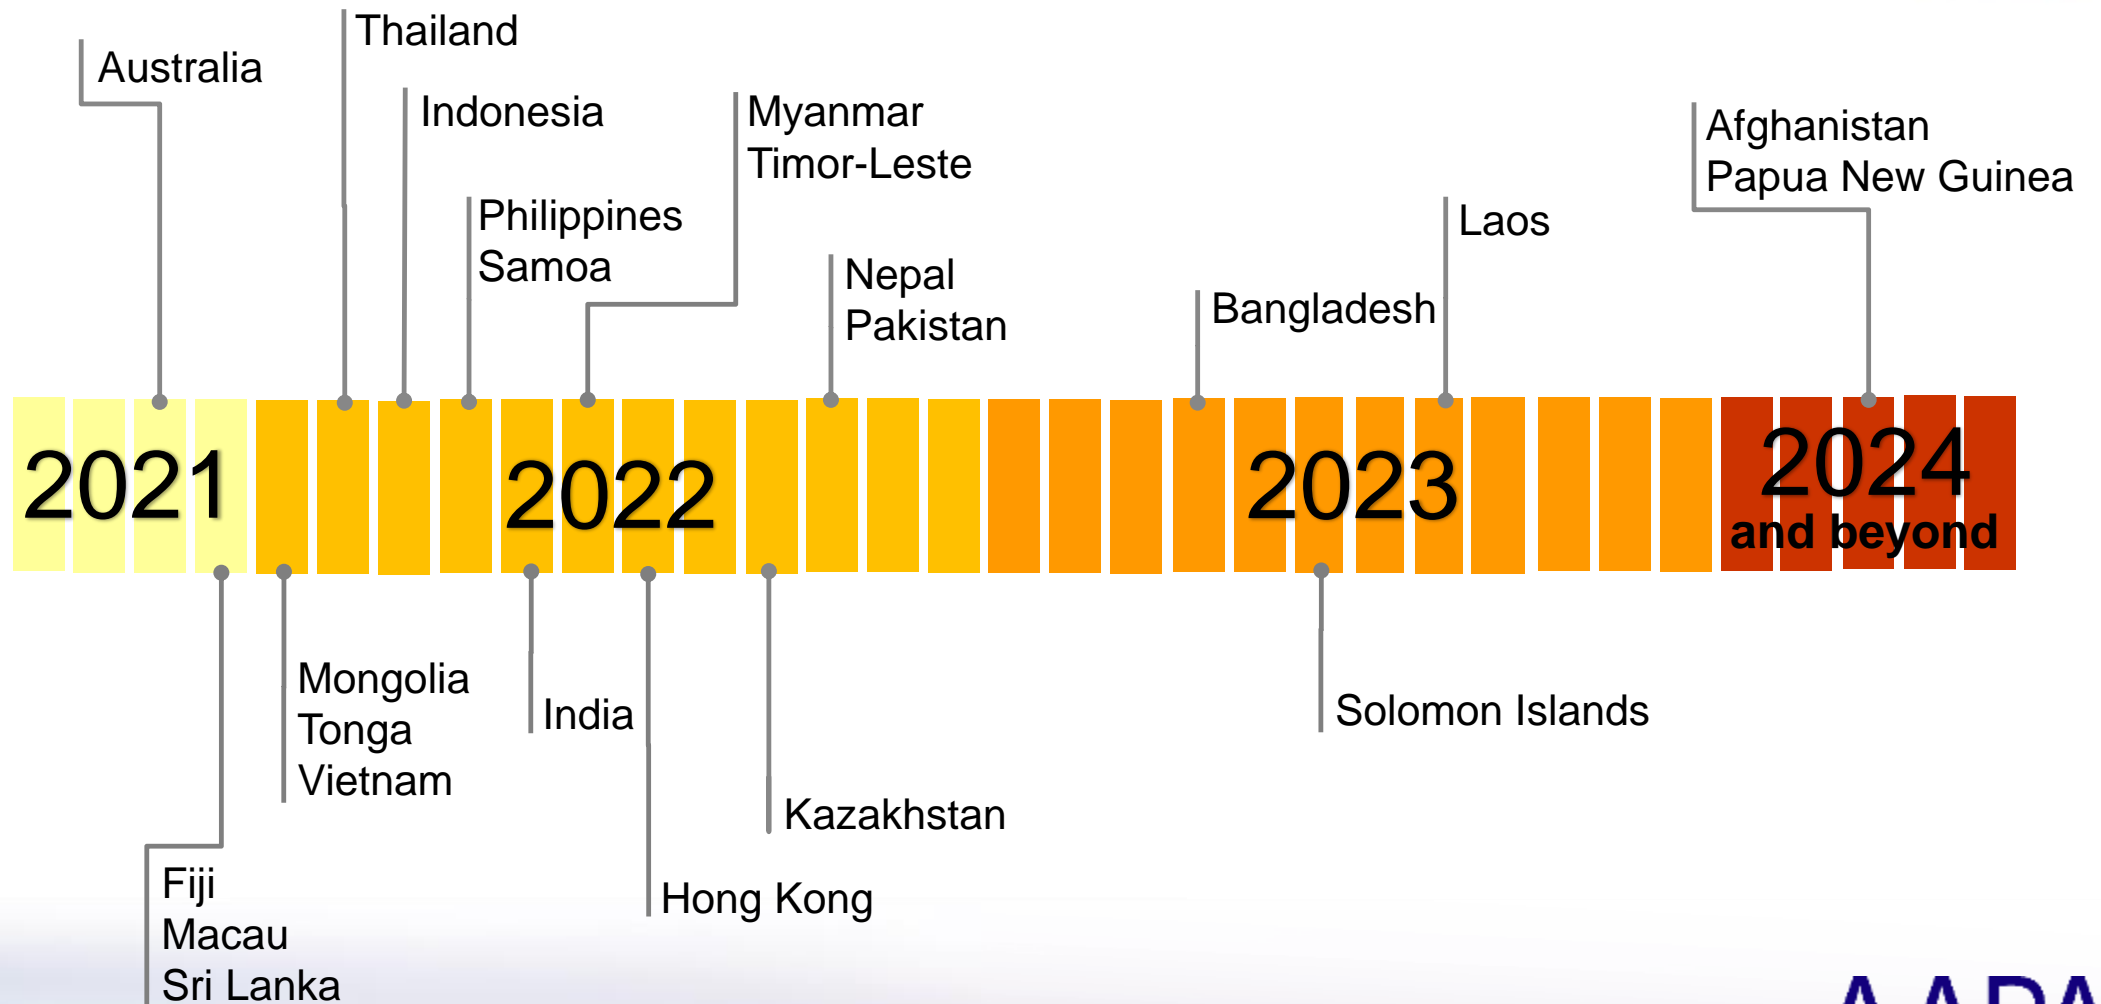 Thailand
Australia
Indonesia
Myanmar
Timor-Leste
Afghanistan
Papua New Guinea
Philippines
Samoa
Laos
Nepal
Pakistan
Bangladesh
2021
2022
2023
2024
and beyond
Mongolia
Tonga
Vietnam
India
Solomon Islands
Kazakhstan
Hong Kong
Fiji
Macau
Sri Lanka